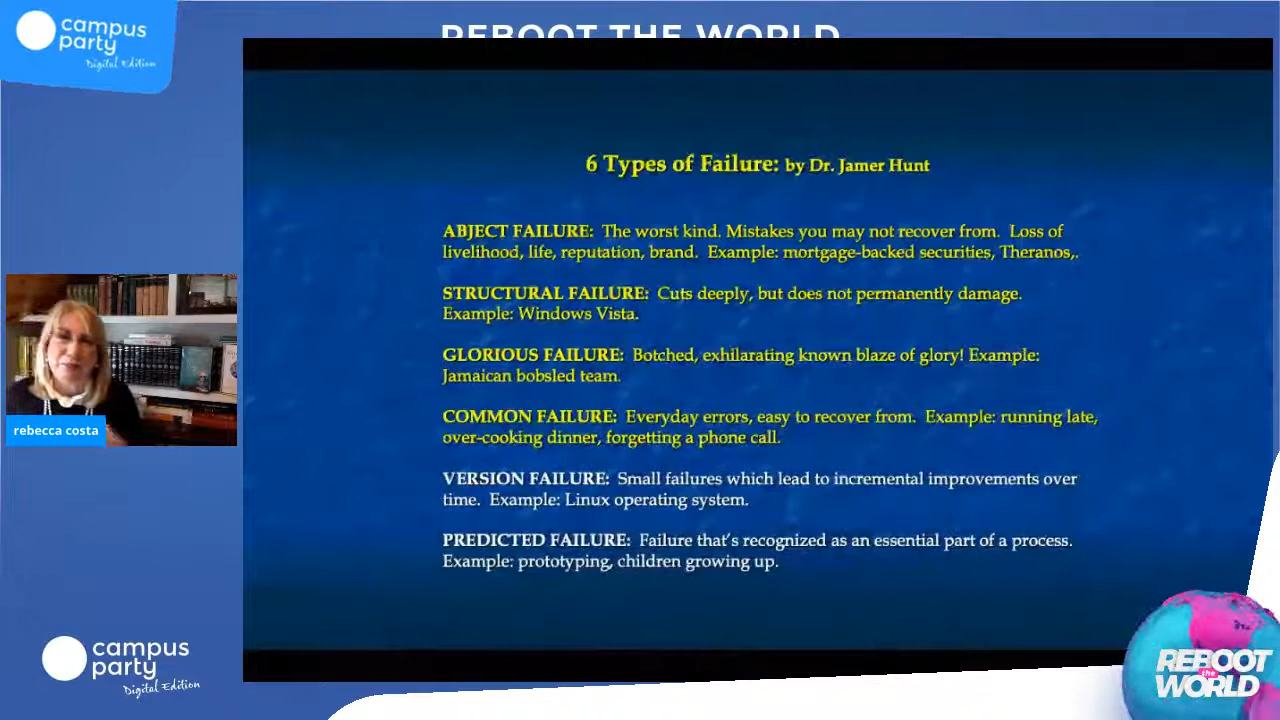 campus
party
Digital Edition
REBOOT THE WORLD
6 Types of Failure: by Dr. Jamer Hunt
ABJECT FAILURE: The worst kind. Mistakes you may not recover from. Loss of
livelihood, life, reputation, brand. Example: mortgage-backed securities, Theranos,.
STRUCTURAL FAILURE: Cuts deeply, but does not permanently damage.
Example: Windows Vista.
GLORIOUS FAILURE: Botched, exhilarating known blaze of glory! Example:
Jamaican bobsled team.
COMMON FAILURE: Everyday errors, easy to recover from. Example: running late,
over-cooking dinner, forgetting a phone call.
VERSION FAILURE: Small failures which lead to incremental improvements over
time. Example: Linux operating system.
PREDICTED FAILURE: Failure that's recognized as an essential part of a process.
Example: prototyping, children growing up.
rebecca costa
campus
party
Digital Edition
REBOOT
the
WORLD